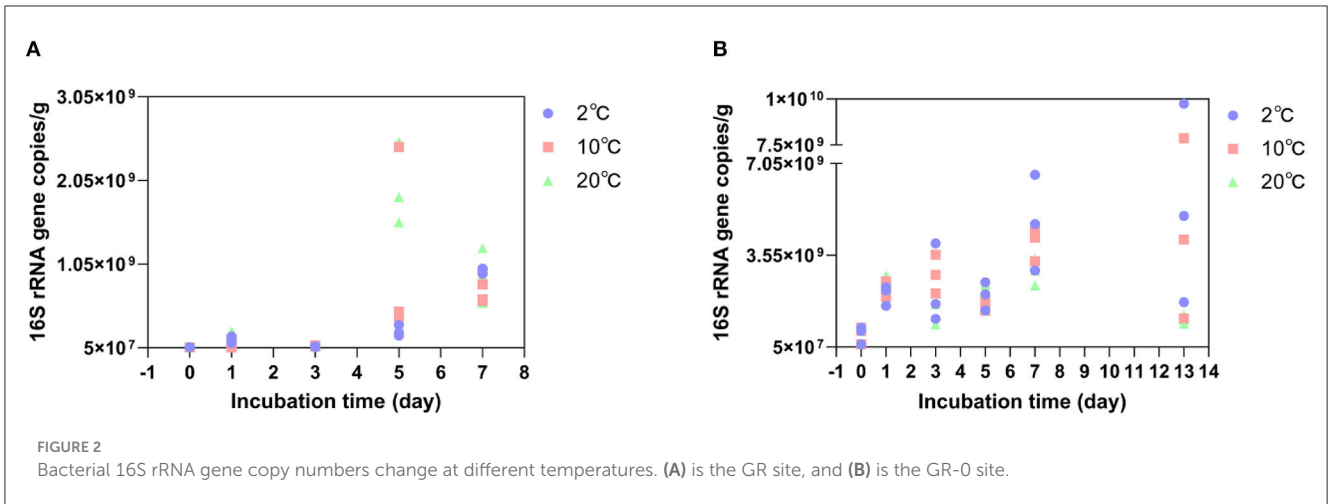 A
16S rRNA gene copies/g
3.05×10⁹
2.05×10⁹
1.05×10⁹
5×10⁷
-1 0 1 2 3 4 5 6 7 8
Incubation time (day)
2°C
10°C
20°C
B
16S rRNA gene copies/g
1×10¹⁰
7.5×10⁹
7.05×10⁹
3.55×10⁹
5×10⁷
-1 0 1 2 3 4 5 6 7 8 9 10 11 12 13 14
Incubation time (day)
2°C
10°C
20°C
FIGURE 2
Bacterial 16S rRNA gene copy numbers change at different temperatures. (A) is the GR site, and (B) is the GR-0 site.